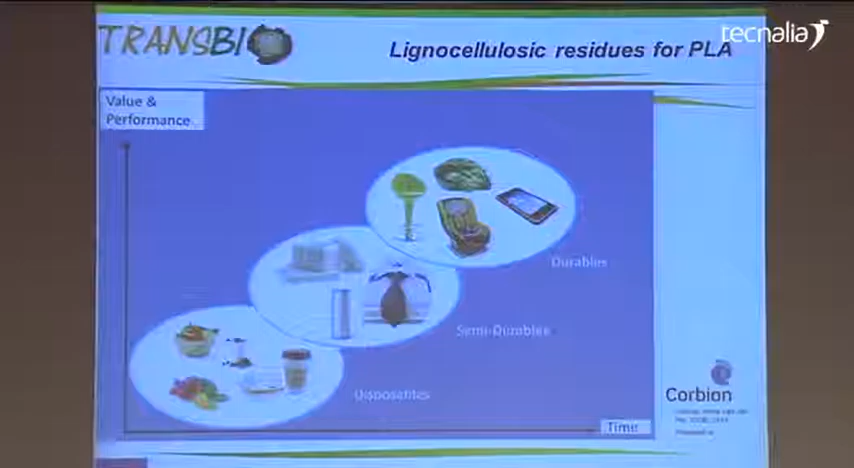 TRANSBIO
Lignocellulosic residues for PLA
tecnalia
Value &
Performance
Durables
Semi-Durables
Disposables
Corbion
Time